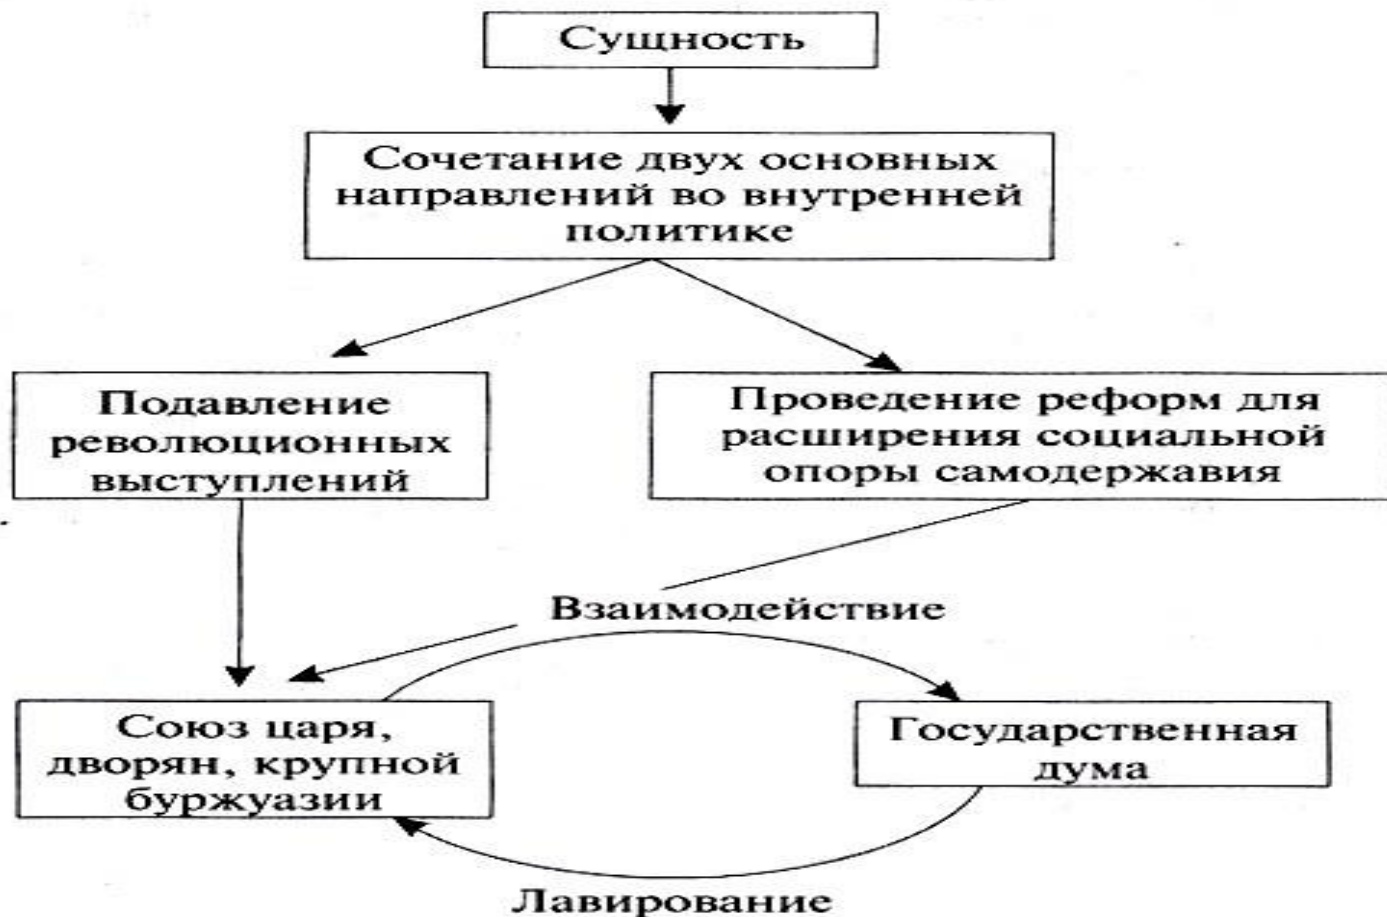 Сущность
Сочетание двух основных
направлений во внутренней
политике
Подавление
революционных
выступлений
Проведение реформ для
расширения социальной
опоры самодержавия
Взаимодействие
Союз царя,
дворян, крупной
буржуазии
Государственная
дума
Лавирование